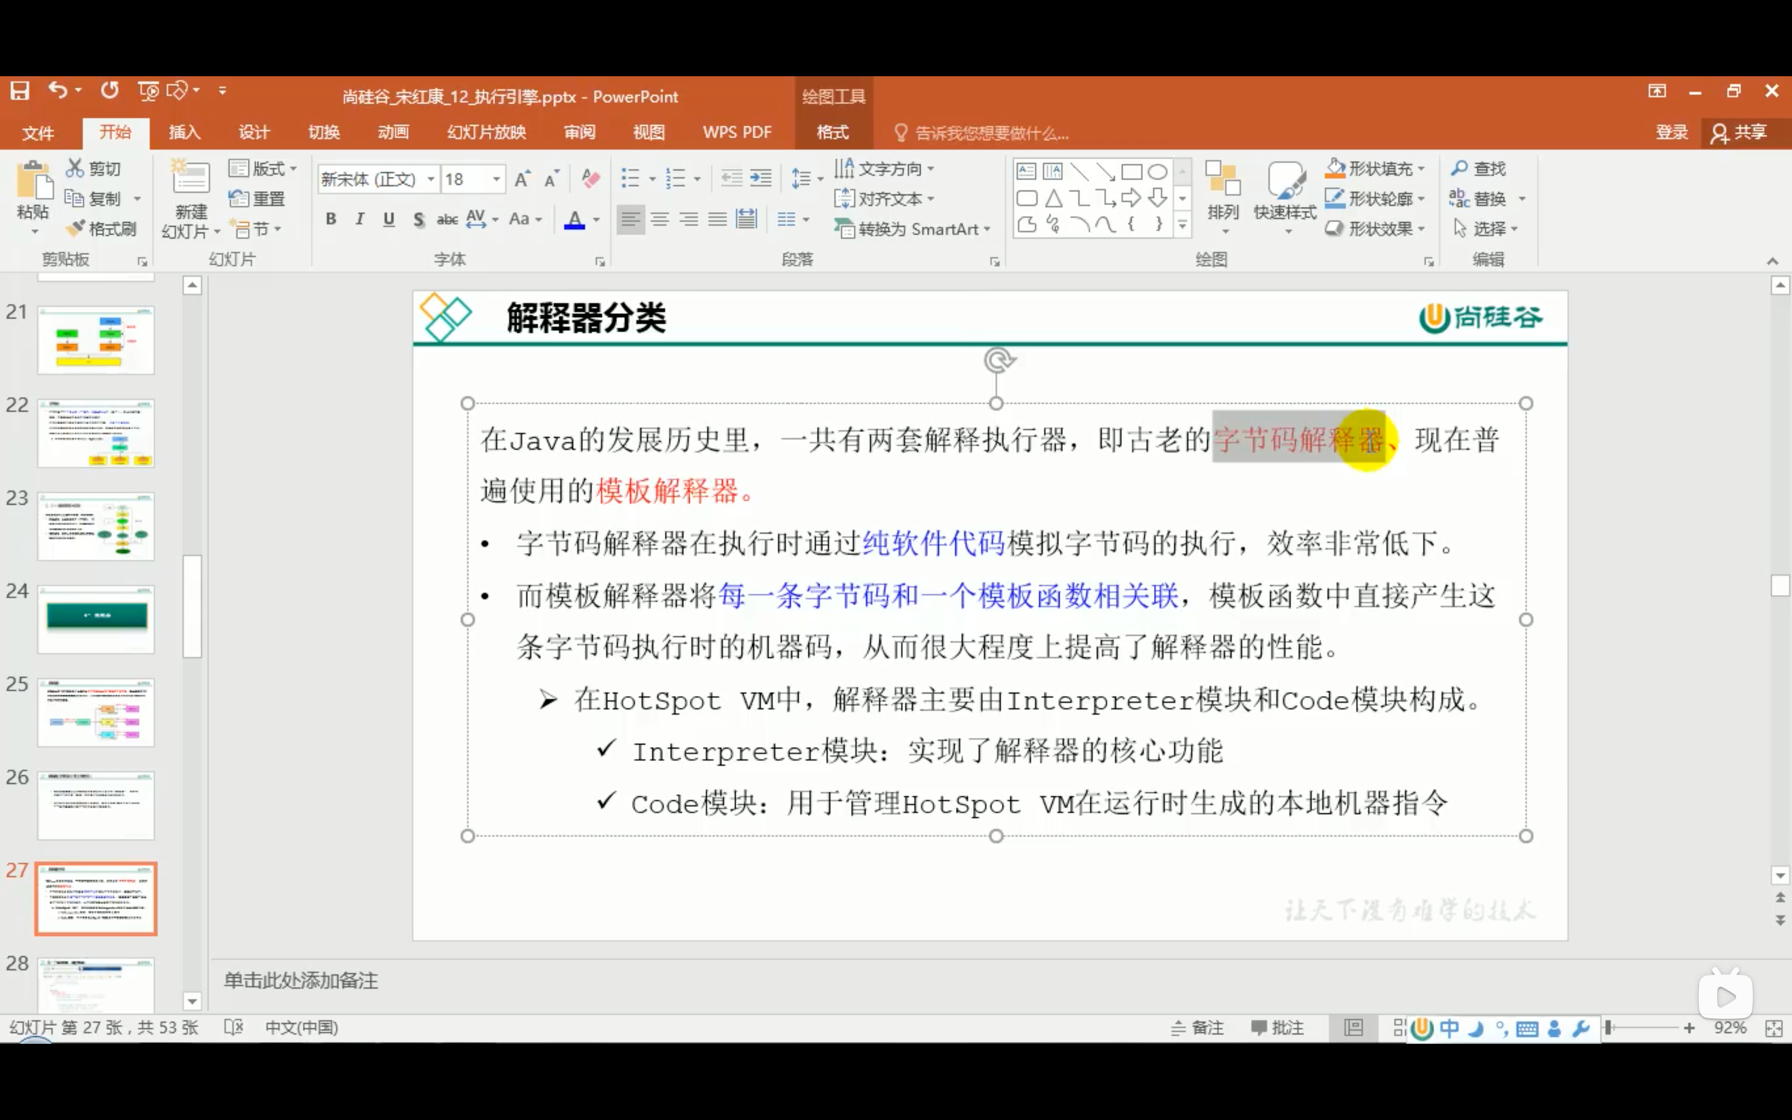 尚硅谷_宋红康_12_执行引擎.pptx - PowerPoint
绘图工具
文件 开始 插入 设计 切换 动画 幻灯片放映 审阅 视图 WPS PDF 格式 告诉我您想要做什么... 登录 共享
粘贴 剪切 复制 格式刷 剪贴板
新建幻灯片 版式 重置 节 幻灯片
新宋体 (正文) 18
B I U S abc AV Aa A
字体
文字方向 对齐文本 转换为 SmartArt 段落
排列 快速样式 形状填充 形状轮廓 形状效果 绘图
查找 替换 选择 编辑
21
22
23
24
25
26
27
28
解释器分类
尚硅谷
在Java的发展历史里，一共有两套解释执行器，即古老的字节码解释器、现在普
遍使用的模板解释器。
• 字节码解释器在执行时通过纯软件代码模拟字节码的执行，效率非常低下。
• 而模板解释器将每一条字节码和一个模板函数相关联，模板函数中直接产生这
条字节码执行时的机器码，从而很大程度上提高了解释器的性能。
➢ 在HotSpot VM中，解释器主要由Interpreter模块和Code模块构成。
✓ Interpreter模块：实现了解释器的核心功能
✓ Code模块：用于管理HotSpot VM在运行时生成的本地机器指令
让天下没有难学的技术
单击此处添加备注
幻灯片 第 27 张，共 53 张 中文(中国) 备注 批注 中 92%